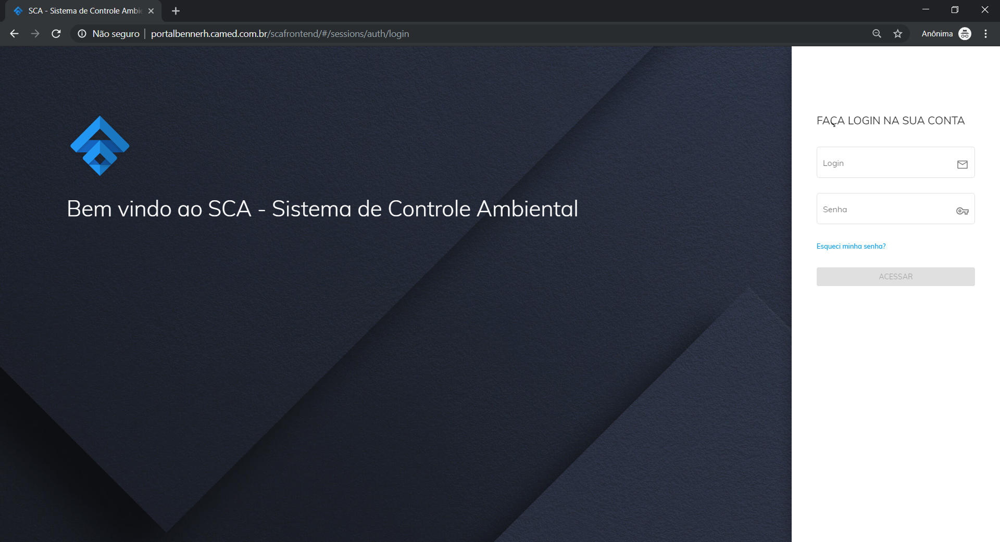 SCA - Sistema de Controle Ambie
Não seguro
portalbennerh.camed.com.br/scafrontend/#/sessions/auth/login
Anônima
Bem vindo ao SCA - Sistema de Controle Ambiental
FAÇA LOGIN NA SUA CONTA
Login
Senha
Esqueci minha senha?
ACESSAR